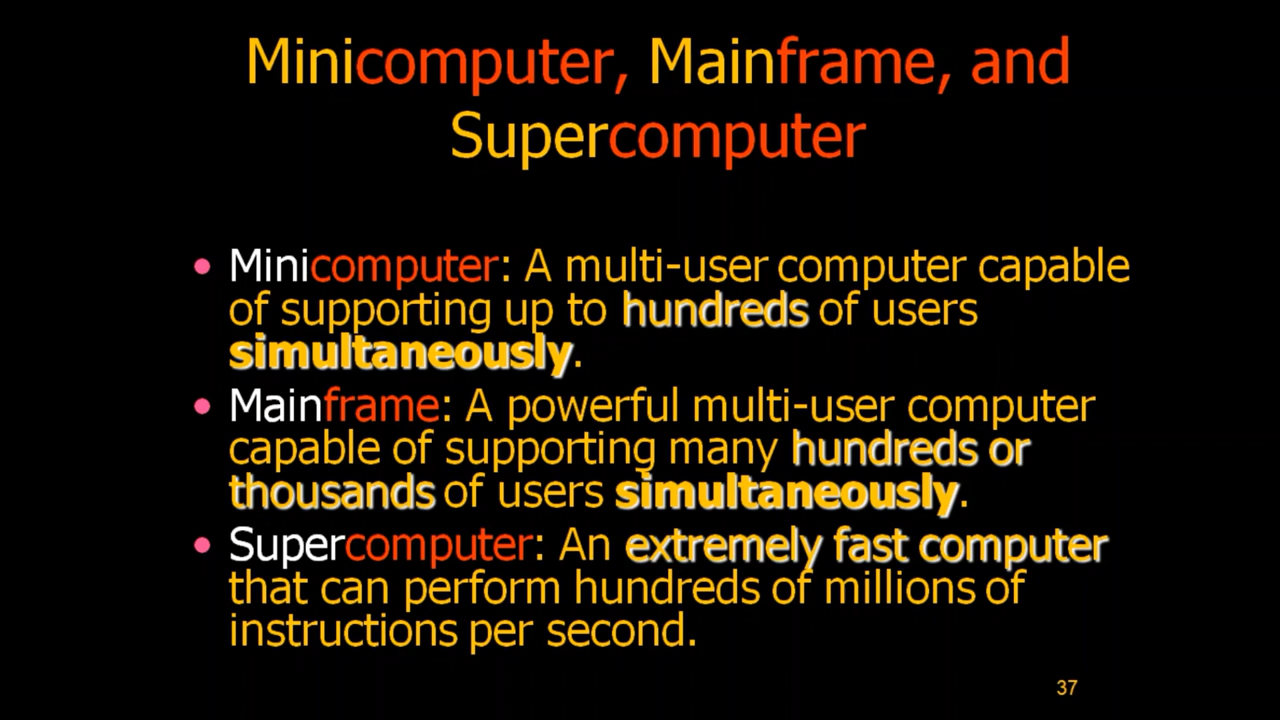 Minicomputer, Mainframe, and
Supercomputer
• Minicomputer: A multi-user computer capable
of supporting up to hundreds of users
simultaneously.
• Mainframe: A powerful multi-user computer
capable of supporting many hundreds or
thousands of users simultaneously.
• Supercomputer: An extremely fast computer
that can perform hundreds of millions of
instructions per second.
37